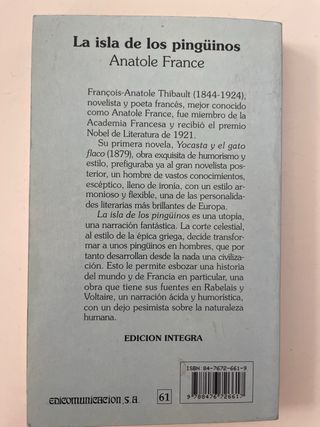 La isla de los pingüinos
Anatole France
François-Anatole Thibault (1844-1924),
novelista y poeta francés, mejor conocido
como Anatole France, fue miembro de la
Academia Francesa y recibió el premio
Nobel de Literatura de 1921.
Su primera novela, Yocasta y el gato
flaco (1879), obra exquisita de humorismo y
estilo, prefiguraba ya al gran novelista poste-
rior, un hombre de vastos conocimientos,
escéptico, lleno de ironía, con un estilo ar-
monioso y flexible, una de las personalida-
des literarias más brillantes de Europa.
La isla de los pingüinos es una utopía,
una narración fantástica. La corte celestial,
al estilo de la épica griega, decide transfor-
mar a unos pingüinos en hombres, que por
tanto desarrollan desde la nada una civiliza-
ción. Esto le permite esbozar una historia
del mundo y de Francia en particular, una
obra que tiene sus fuentes en Rabelais y
Voltaire, un narración ácida y humorística,
con un dejo pesimista sobre la naturaleza
humana.
EDICION INTEGRA
ISBN 84-7672-661-9
9 788476 726617
EDICOMUNICACION, S.A.
61